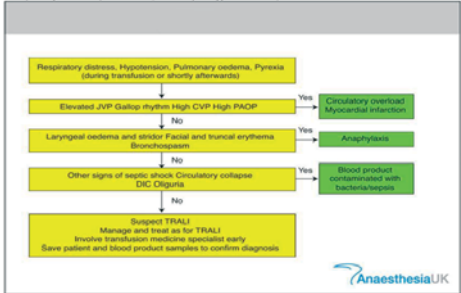 Respiratory distress, Hypotension, Pulmonary oedema, Pyrexia
(during transfusion or shortly afterwards)
Elevated JVP Gallop rhythm High CVP High PAOP
Yes
Circulatory overload
Myocardial infarction
No
Laryngeal oedema and stridor Facial and truncal erythema
Bronchospasm
Yes
Anaphylaxis
No
Other signs of septic shock Circulatory collapse
DIC Oliguria
Yes
Blood product
contaminated with
bacteria/sepsis
No
Suspect TRALI
Manage and treat as for TRALI
Involve transfusion medicine specialist early
Save patient and blood product samples to confirm diagnosis
AnaesthesiaUK